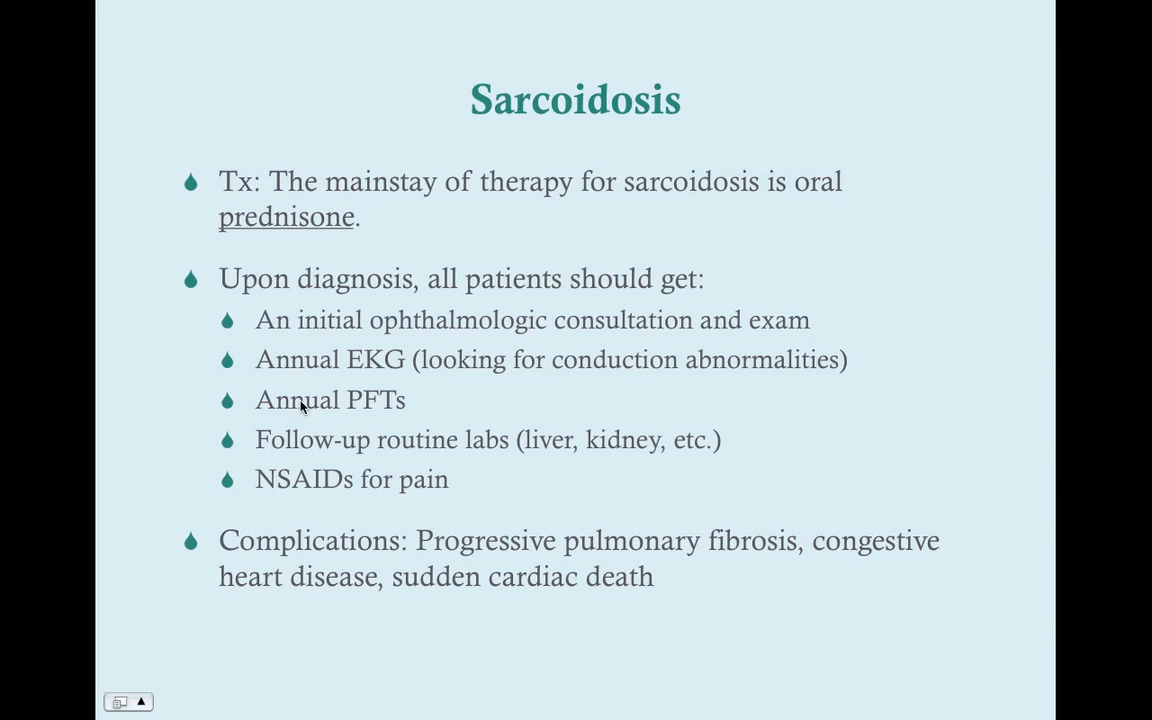 Sarcoidosis
Tx: The mainstay of therapy for sarcoidosis is oral
prednisone.
Upon diagnosis, all patients should get:
An initial ophthalmologic consultation and exam
Annual EKG (looking for conduction abnormalities)
Annual PFTs
Follow-up routine labs (liver, kidney, etc.)
NSAIDs for pain
Complications: Progressive pulmonary fibrosis, congestive
heart disease, sudden cardiac death